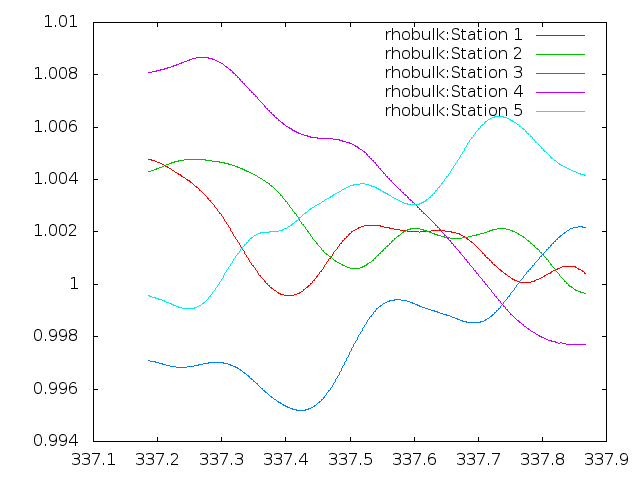 1.01
1.008
1.006
1.004
1.002
1
0.998
0.996
0.994
337.1 337.2 337.3 337.4 337.5 337.6 337.7 337.8 337.9
rhobulk:Station 1
rhobulk:Station 2
rhobulk:Station 3
rhobulk:Station 4
rhobulk:Station 5